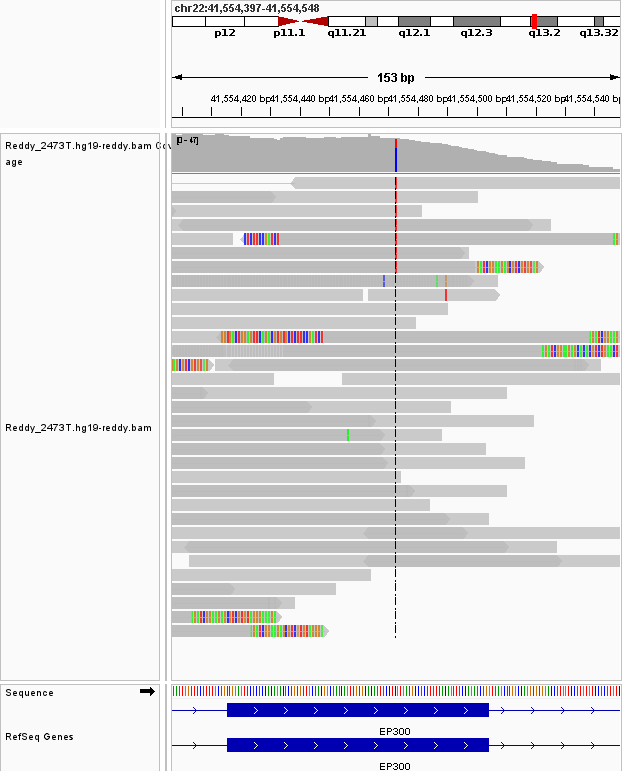 chr22:41,554,397-41,554,548
p12 p11.1 q11.21 q12.1 q12.3 q13.2 q13.32
153 bp
41,554,420 bp 41,554,440 bp 41,554,460 bp 41,554,480 bp 41,554,500 bp 41,554,520 bp 41,554,540 bp
Reddy_2473T.hg19-reddy.bam Cov
age
[0 - 47]
Reddy_2473T.hg19-reddy.bam
Sequence
EP300
RefSeq Genes
EP300